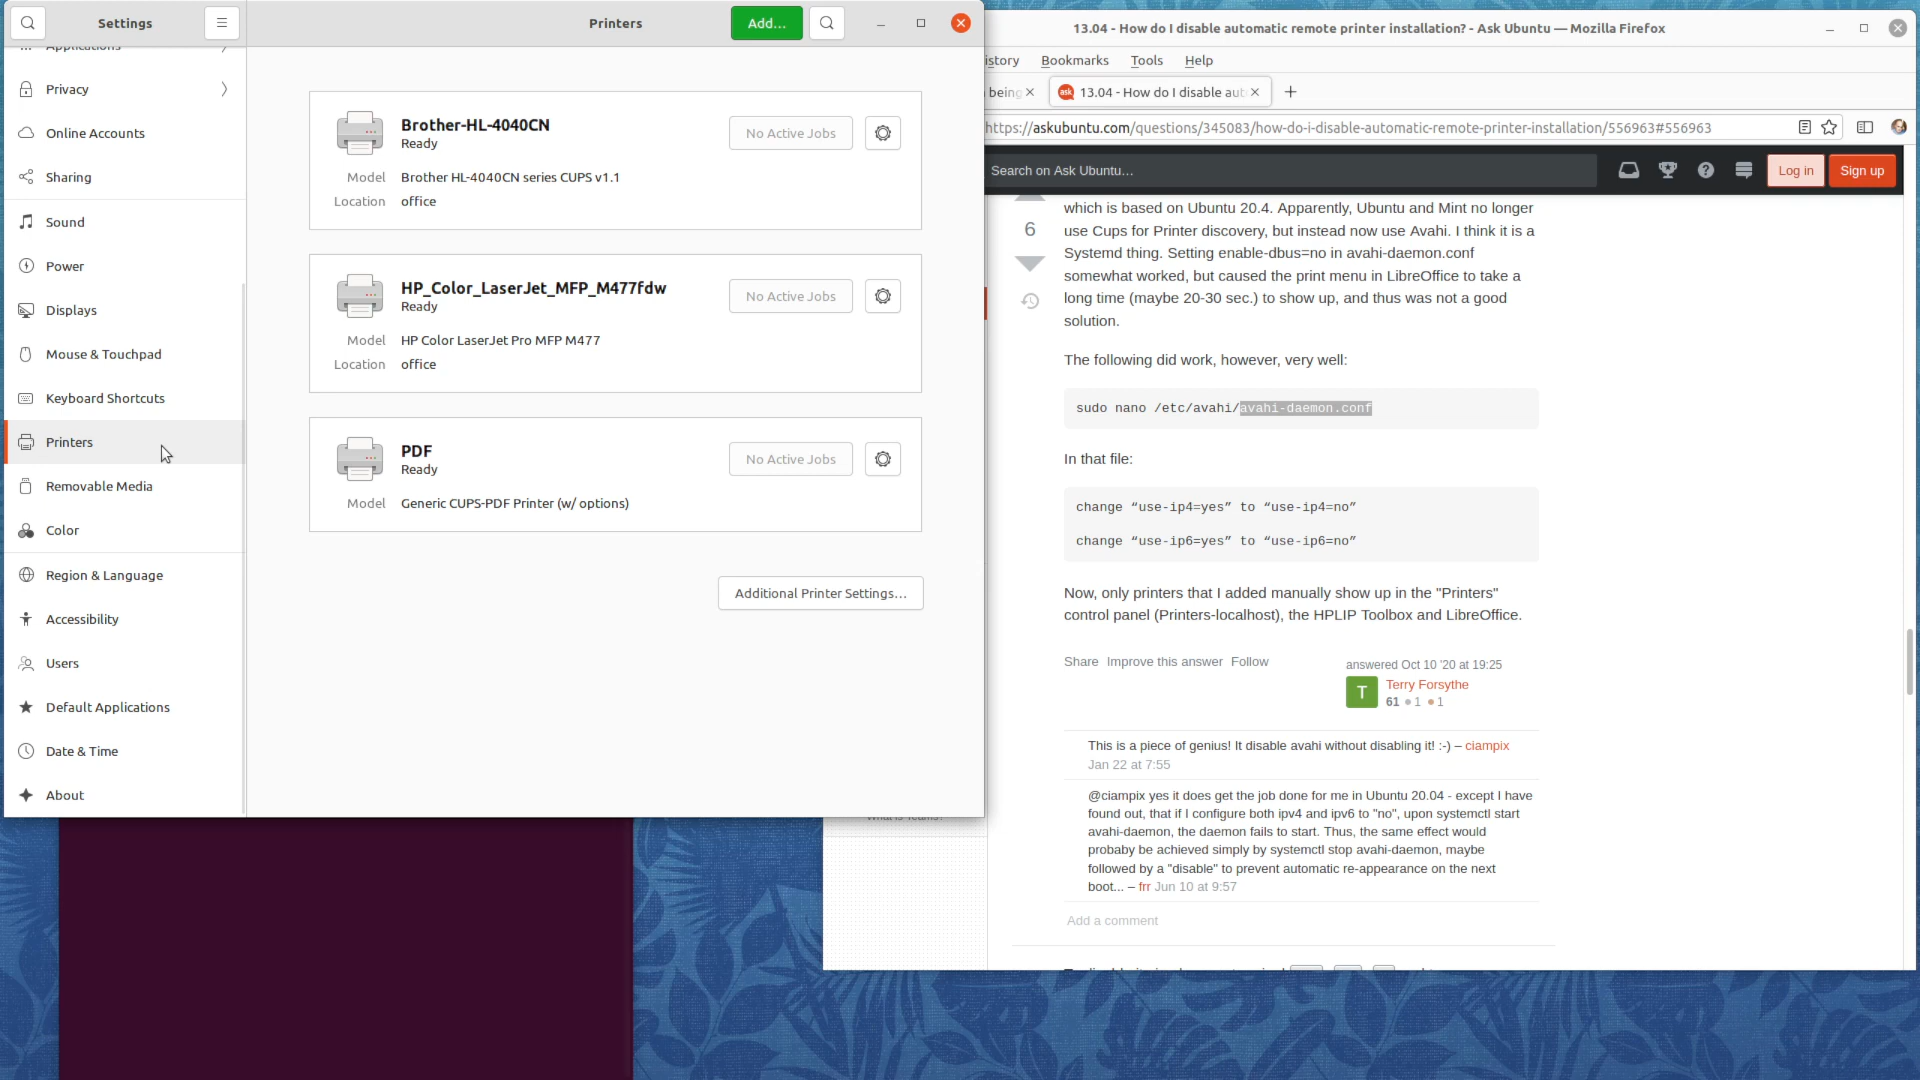 Settings
Printers
Add...
Applications
Privacy
Online Accounts
Sharing
Sound
Power
Displays
Mouse & Touchpad
Keyboard Shortcuts
Printers
Removable Media
Color
Region & Language
Accessibility
Users
Default Applications
Date & Time
About
Brother-HL-4040CN
Ready
No Active Jobs
Model Brother HL-4040CN series CUPS v1.1
Location office
HP_Color_LaserJet_MFP_M477fdw
Ready
No Active Jobs
Model HP Color LaserJet Pro MFP M477
Location office
PDF
Ready
No Active Jobs
Model Generic CUPS-PDF Printer (w/ options)
Additional Printer Settings...
13.04 - How do I disable automatic remote printer installation? - Ask Ubuntu — Mozilla Firefox
istory Bookmarks Tools Help
being
ask 13.04 - How do I disable aut
https://askubuntu.com/questions/345083/how-do-i-disable-automatic-remote-printer-installation/556963#556963
Search on Ask Ubuntu…
Log in
Sign up
6
which is based on Ubuntu 20.4. Apparently, Ubuntu and Mint no longer
use Cups for Printer discovery, but instead now use Avahi. I think it is a
Systemd thing. Setting enable-dbus=no in avahi-daemon.conf
somewhat worked, but caused the print menu in LibreOffice to take a
long time (maybe 20-30 sec.) to show up, and thus was not a good
solution.
The following did work, however, very well:
sudo nano /etc/avahi/avahi-daemon.conf
In that file:
change “use-ip4=yes” to “use-ip4=no”
change “use-ip6=yes” to “use-ip6=no”
Now, only printers that I added manually show up in the "Printers"
control panel (Printers-localhost), the HPLIP Toolbox and LibreOffice.
Share Improve this answer Follow
answered Oct 10 '20 at 19:25
T
Terry Forsythe
61 1 1
This is a piece of genius! It disable avahi without disabling it! :-) – ciampix
Jan 22 at 7:55
@ciampix yes it does get the job done for me in Ubuntu 20.04 - except I have
found out, that if I configure both ipv4 and ipv6 to "no", upon systemctl start
avahi-daemon, the daemon fails to start. Thus, the same effect would
probaby be achieved simply by systemctl stop avahi-daemon, maybe
followed by a "disable" to prevent automatic re-appearance on the next
boot... – frr Jun 10 at 9:57
Add a comment